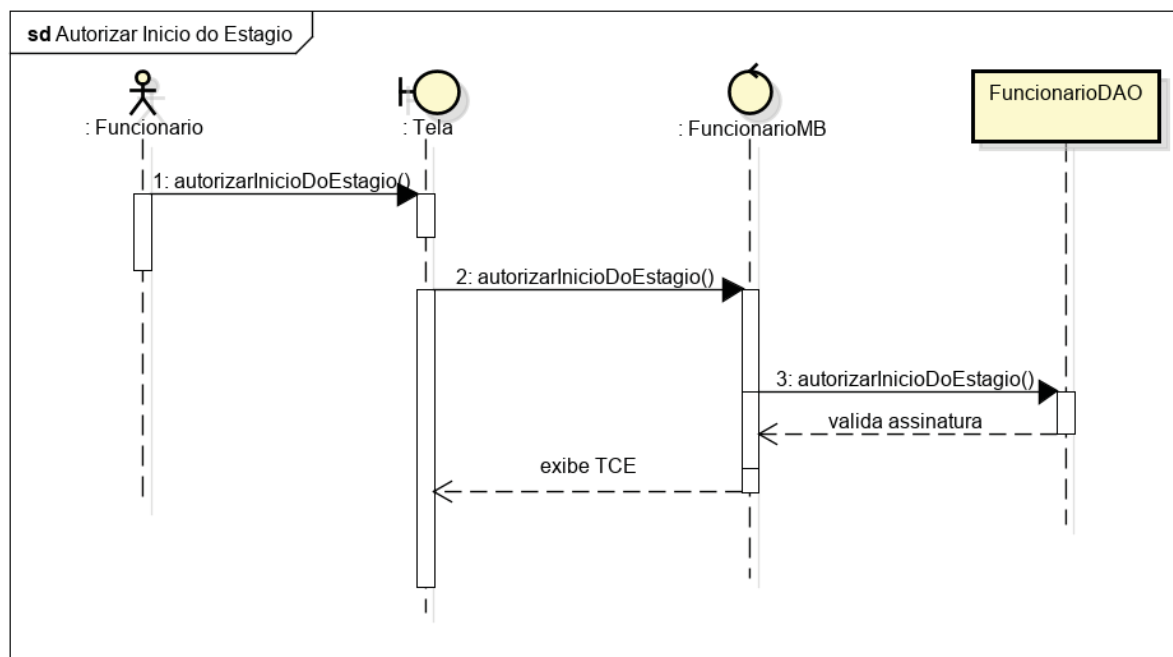 sd Autorizar Inicio do Estagio
: Funcionario
: Tela
: FuncionarioMB
FuncionarioDAO
1: autorizarInicioDoEstagio()
2: autorizarInicioDoEstagio()
3: autorizarInicioDoEstagio()
valida assinatura
exibe TCE